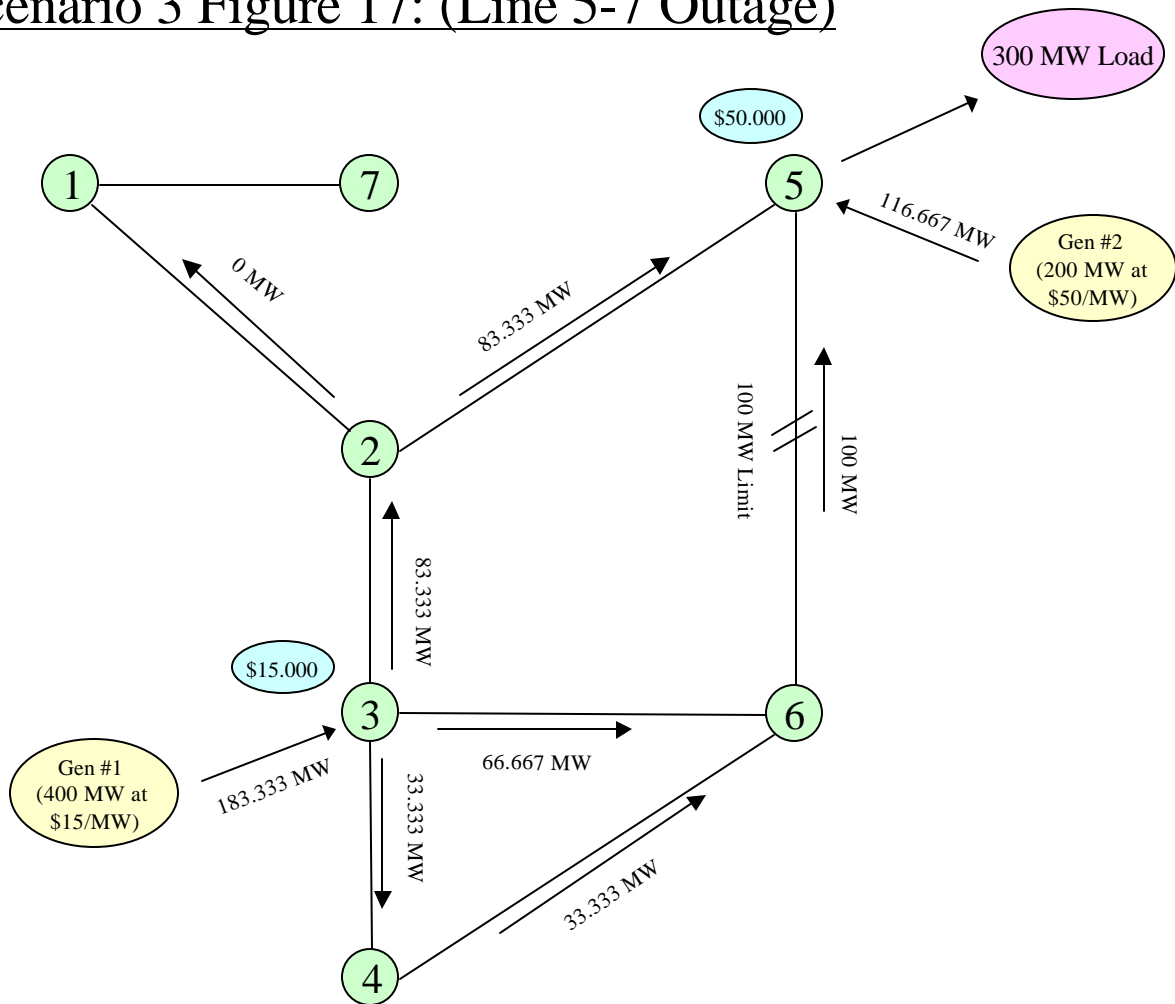 cenario 3 Figure 17: (Line 5-7 Outage)
300 MW Load
$50.000
1
7
5
116.667 MW
Gen #2
(200 MW at
$50/MW)
0 MW
83.333 MW
100 MW Limit
100 MW
2
83.333 MW
$15.000
3
6
66.667 MW
Gen #1
(400 MW at
$15/MW)
183.333 MW
33.333 MW
33.333 MW
4